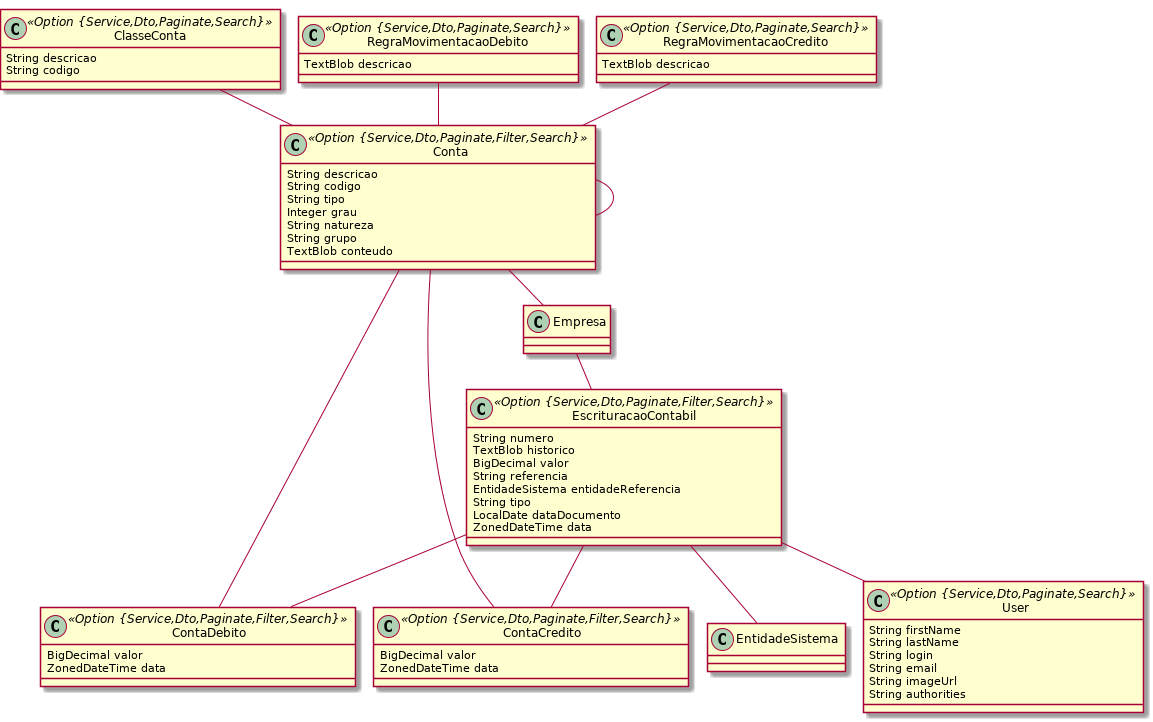 C «Option {Service,Dto,Paginate,Search}»
ClasseConta
String descricao
String codigo
C «Option {Service,Dto,Paginate,Search}»
RegraMovimentacaoDebito
TextBlob descricao
C «Option {Service,Dto,Paginate,Search}»
RegraMovimentacaoCredito
TextBlob descricao
C «Option {Service,Dto,Paginate,Filter,Search}»
Conta
String descricao
String codigo
String tipo
Integer grau
String natureza
String grupo
TextBlob conteudo
C Empresa
C «Option {Service,Dto,Paginate,Filter,Search}»
EscrituracaoContabil
String numero
TextBlob historico
BigDecimal valor
String referencia
EntidadeSistema entidadeReferencia
String tipo
LocalDate dataDocumento
ZonedDateTime data
C «Option {Service,Dto,Paginate,Filter,Search}»
ContaDebito
BigDecimal valor
ZonedDateTime data
C «Option {Service,Dto,Paginate,Filter,Search}»
ContaCredito
BigDecimal valor
ZonedDateTime data
C EntidadeSistema
C «Option {Service,Dto,Paginate,Search}»
User
String firstName
String lastName
String login
String email
String imageUrl
String authorities